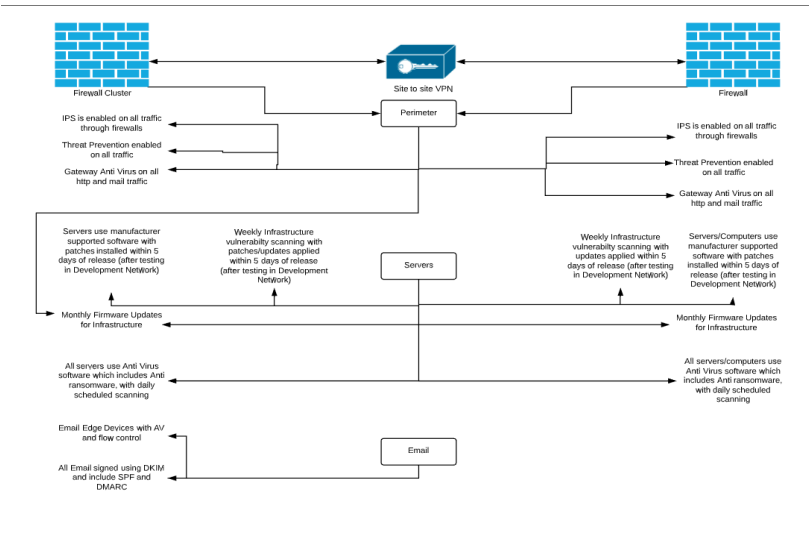 Site to site VPN
Firewall Cluster
Firewall
Perimeter
IPS is enabled on all traffic
through firewalls
Threat Prevention enabled
on all traffic
Gateway Anti Virus on all
http and mail traffic
IPS is enabled on all traffic
through firewalls
Threat Prevention enabled
on all traffic
Gateway Anti Virus on all
http and mail traffic
Servers use manufacturer
supported software with
patches installed within 5
days of release (after testing
in Development Network)
Weekly Infrastructure
vulnerabilty scanning with
patches/updates applied
within 5 days of release
(after testing in Development
Network)
Servers
Weekly Infrastructure
vulnerabilty scanning with
updates applied within 5
days of release (after testing
in Development Network)
Servers/Computers use
manufacturer supported
software with patches
installed within 5 days of
release (after testing in
Development Network)
Monthly Firmware Updates
for Infrastructure
Monthly Firmware Updates
for Infrastructure
All servers use Anti Virus
software which includes Anti
ransomware, with daily
scheduled scanning
All servers/computers use
Anti Virus software which
includes Anti ransomware,
with daily scheduled
scanning
Email Edge Devices with AV
and flow control
Email
All Email signed using DKIM
and include SPF and
DMARC